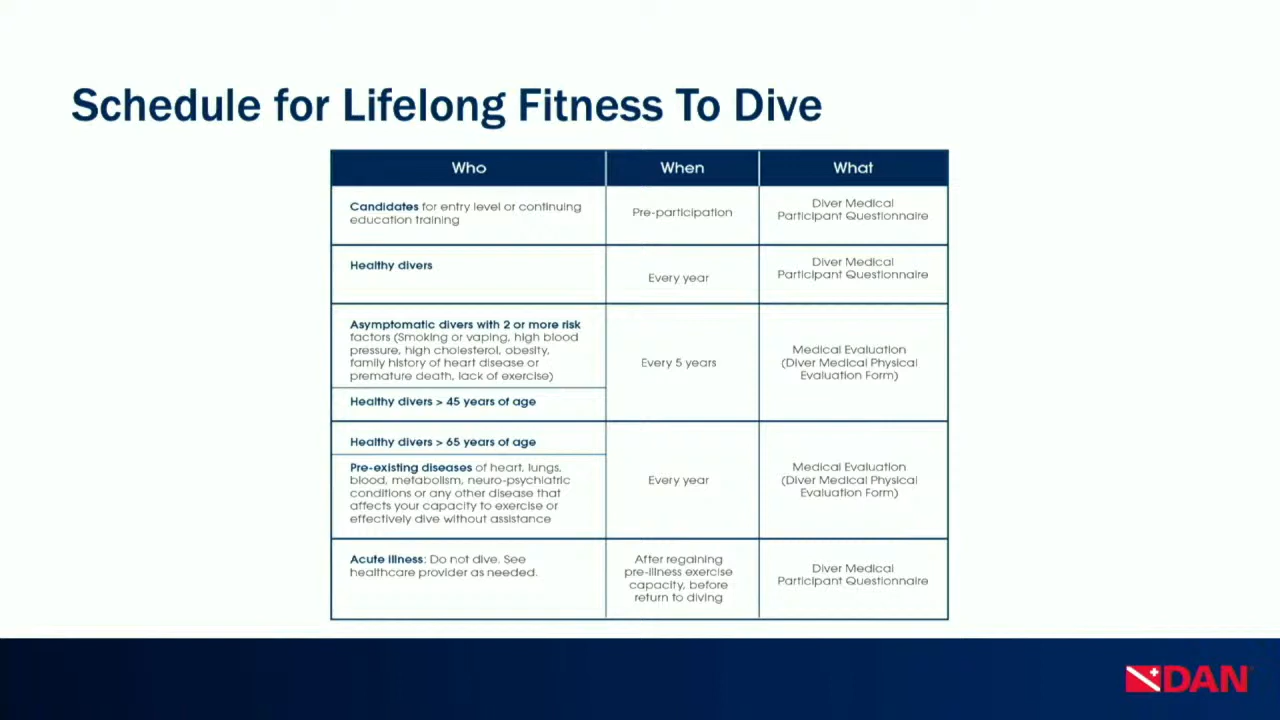 Schedule for Lifelong Fitness To Dive
Who When What
Candidates for entry level or continuing
education training
Pre-participation
Diver Medical
Participant Questionnaire
Healthy divers
Every year
Diver Medical
Participant Questionnaire
Asymptomatic divers with 2 or more risk
factors (Smoking or vaping, high blood
pressure, high cholesterol, obesity,
family history of heart disease or
premature death, lack of exercise)
Healthy divers > 45 years of age
Every 5 years
Medical Evaluation
(Diver Medical Physical
Evaluation Form)
Healthy divers > 65 years of age
Pre-existing diseases of heart, lungs,
blood, metabolism, neuro-psychiatric
conditions or any other disease that
affects your capacity to exercise or
effectively dive without assistance
Every year
Medical Evaluation
(Diver Medical Physical
Evaluation Form)
Acute illness: Do not dive. See
healthcare provider as needed.
After regaining
pre-illness exercise
capacity, before
return to diving
Diver Medical
Participant Questionnaire
DAN